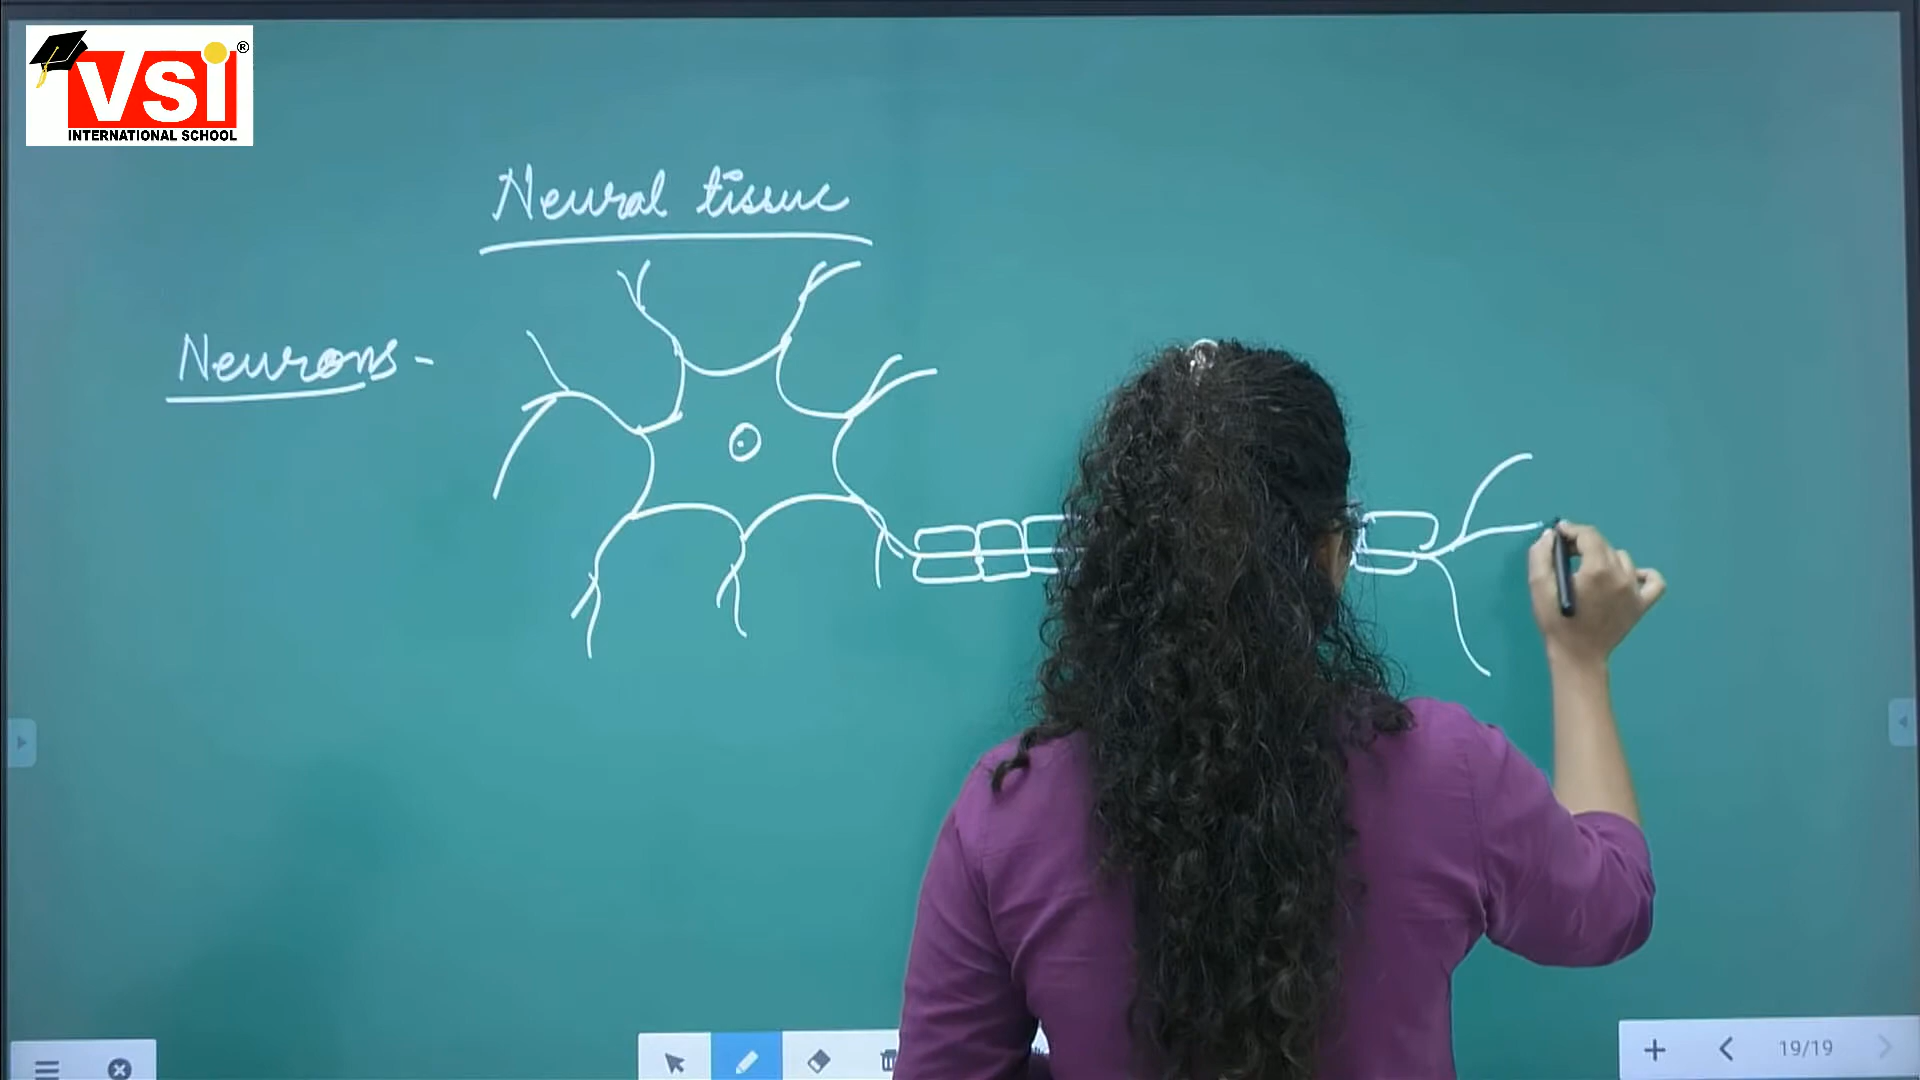 VSI®
INTERNATIONAL SCHOOL
Neural tissue
Neurons -
19/19